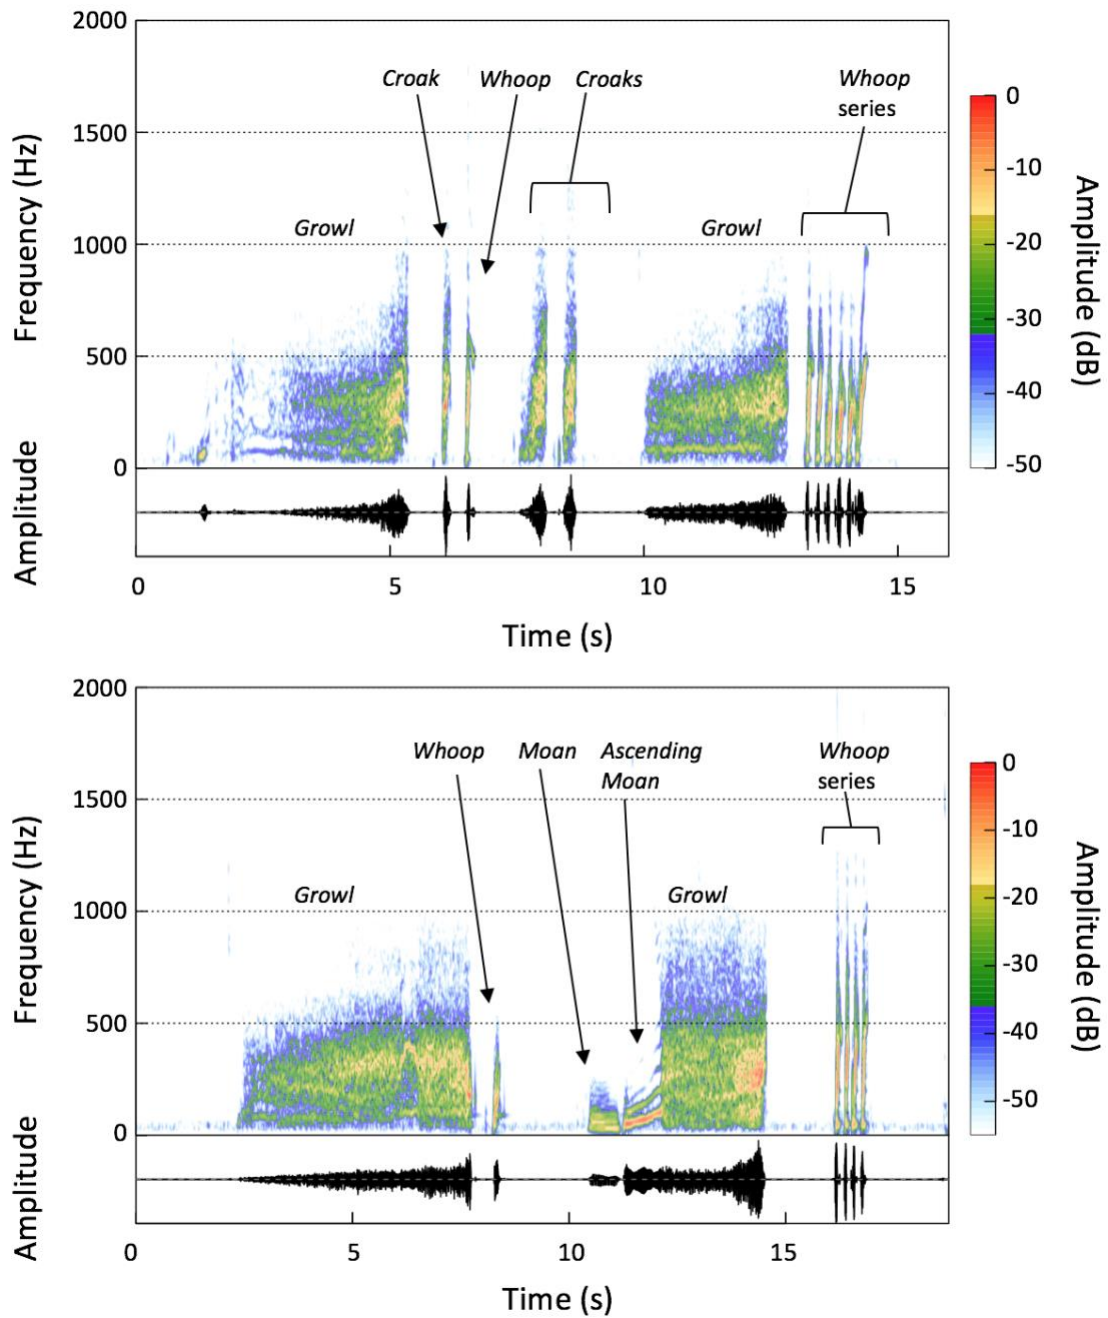 2000
Croak
Whoop
Croaks
Whoop
series
0
1500
-10
Growl
Growl
1000
-20
-30
500
-40
0
-50
Frequency (Hz)
Amplitude
Amplitude (dB)
0
5
10
15
Time (s)
2000
Whoop
Moan
Ascending
Moan
Whoop
series
0
1500
-10
Growl
Growl
1000
-20
-30
500
-40
-50
0
Frequency (Hz)
Amplitude
Amplitude (dB)
0
5
10
15
Time (s)